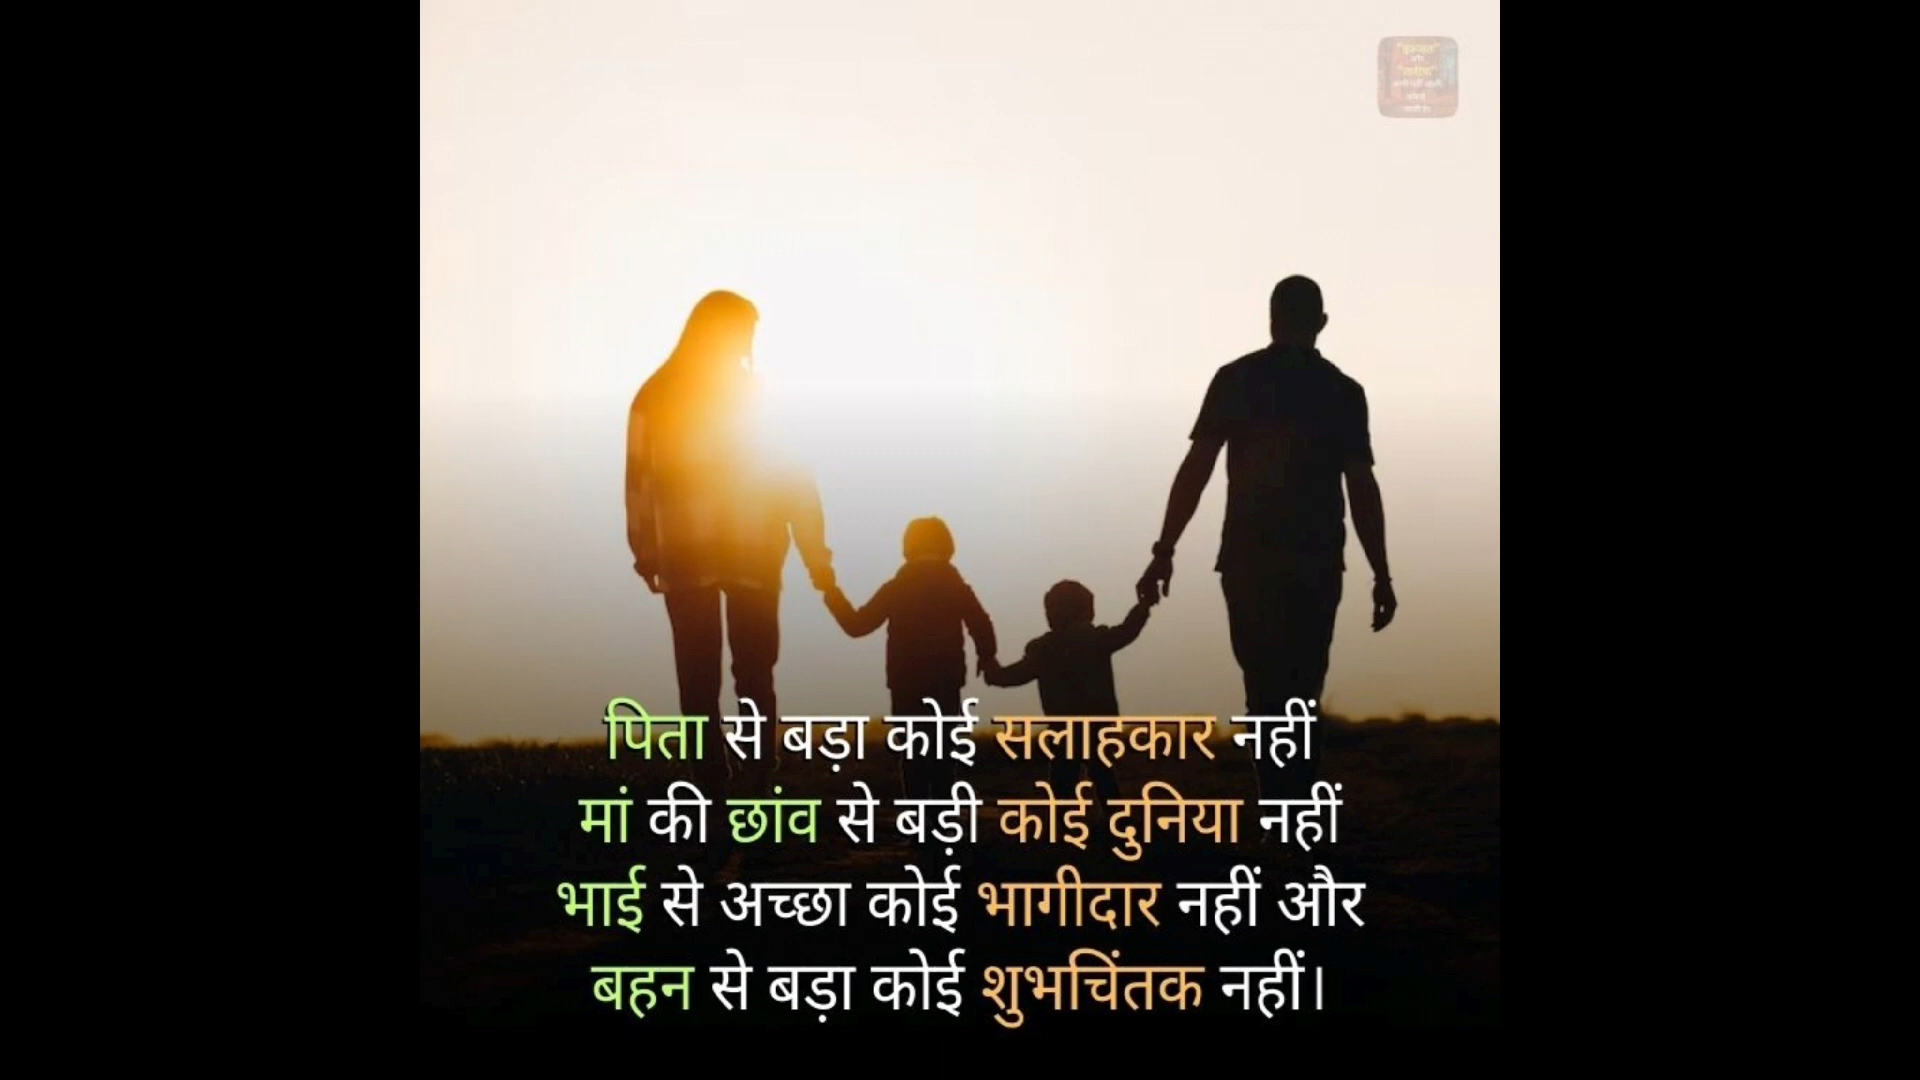 पिता से बड़ा कोई सलाहकार नहीं
मां की छांव से बड़ी कोई दुनिया नहीं
भाई से अच्छा कोई भागीदार नहीं और
बहन से बड़ा कोई शुभचिंतक नहीं।